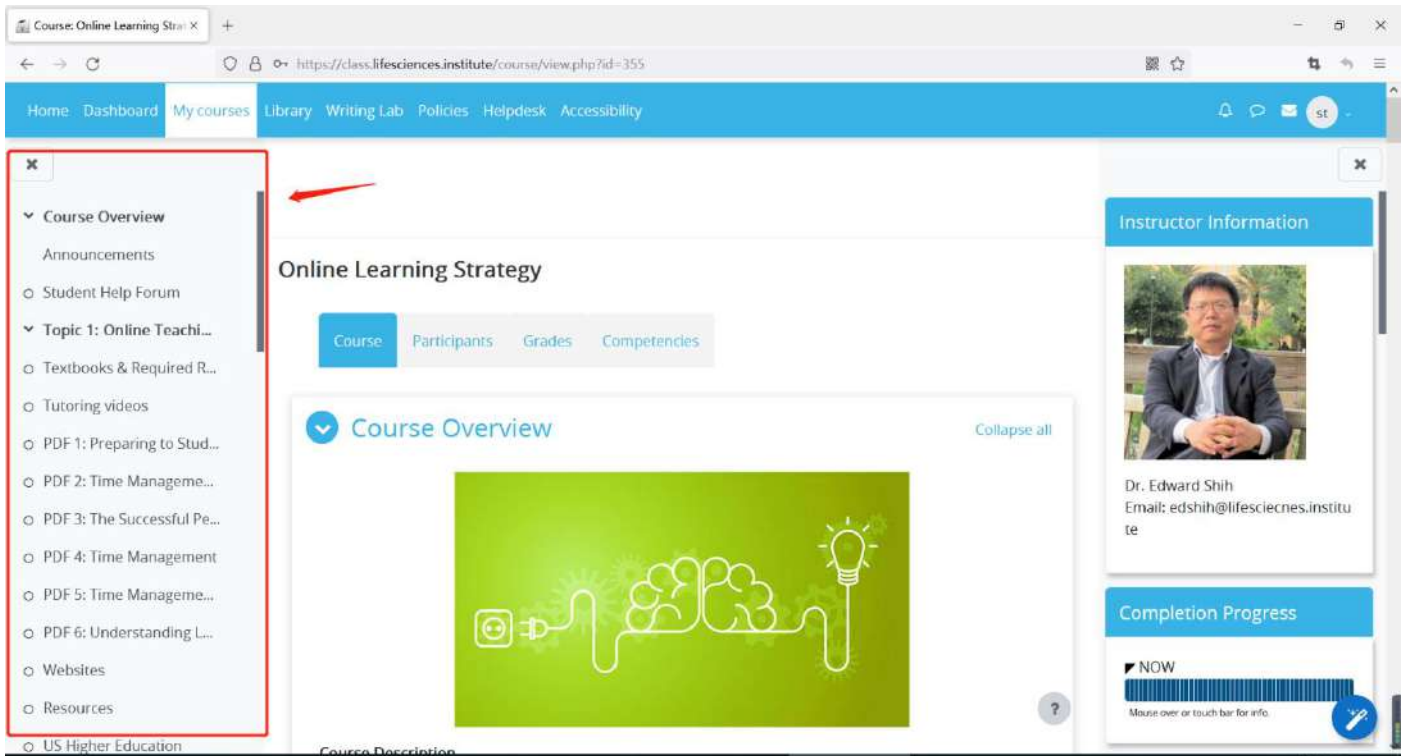 Course: Online Learning Stra
https://class.lifesciences.institute/course/view.php?id=355
Home Dashboard My courses Library Writing Lab Policies Helpdesk Accessibility
st
Course Overview
Announcements
Student Help Forum
Topic 1: Online Teachi...
Textbooks & Required R...
Tutoring videos
PDF 1: Preparing to Stud...
PDF 2: Time Manageme...
PDF 3: The Successful Pe...
PDF 4: Time Management
PDF 5: Time Manageme...
PDF 6: Understanding L...
Websites
Resources
US Higher Education
Online Learning Strategy
Course Participants Grades Competencies
Course Overview
Collapse all
Course Description
?
Instructor Information
Dr. Edward Shih
Email: edshih@lifesciecnes.institu
te
Completion Progress
NOW
Mouse over or touch bar for info.